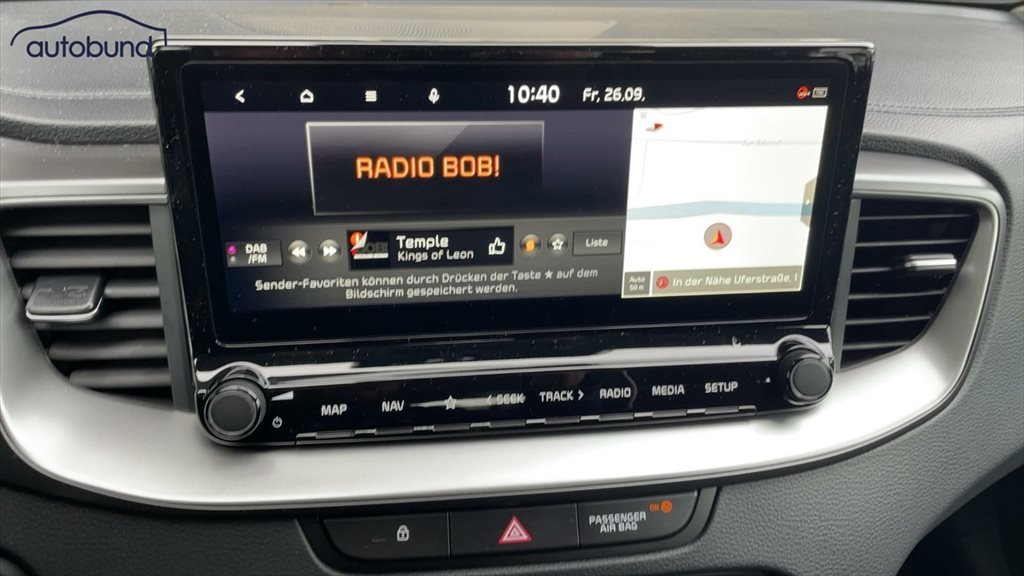 autobund
10:40 Fr, 26.09.
RADIO BOB!
DAB
/FM
Temple
Kings of Leon
Liste
Sender-Favoriten können durch Drücken der Taste ★ auf dem
Bildschirm gespeichert werden.
Auto
50 m
In der Nähe Uferstraße, I
MAP NAV ☆ < SEEK TRACK > RADIO MEDIA SETUP
PASSENGER
AIR BAG
ON